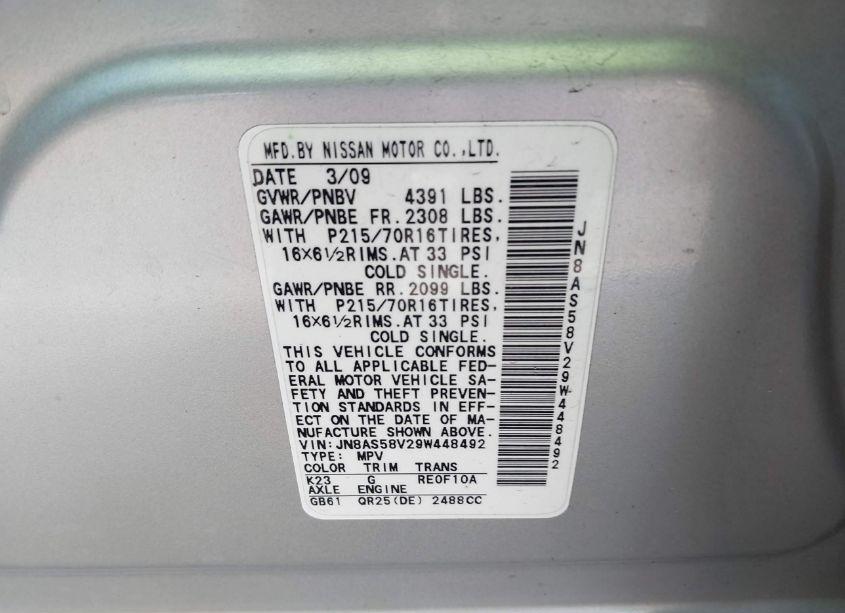 MFD.BY NISSAN MOTOR CO.,LTD.
DATE 3/09
GVWR/PNBV 4391 LBS.
GAWR/PNBE FR.2308 LBS.
WITH P215/70R16TIRES,
16X6½RIMS.AT 33 PSI
COLD SINGLE.
GAWR/PNBE RR.2099 LBS.
WITH P215/70R16TIRES,
16X6½RIMS.AT 33 PSI
COLD SINGLE.
THIS VEHICLE CONFORMS
TO ALL APPLICABLE FED-
ERAL MOTOR VEHICLE SA-
FETY AND THEFT PREVEN-
TION STANDARDS IN EFF-
ECT ON THE DATE OF MA-
NUFACTURE SHOWN ABOVE.
VIN:JN8AS58V29W448492
TYPE: MPV
COLOR TRIM TRANS
K23 G RE0F10A
AXLE ENGINE
GB61 QR25(DE) 2488CC
JN8AS58V29W448492